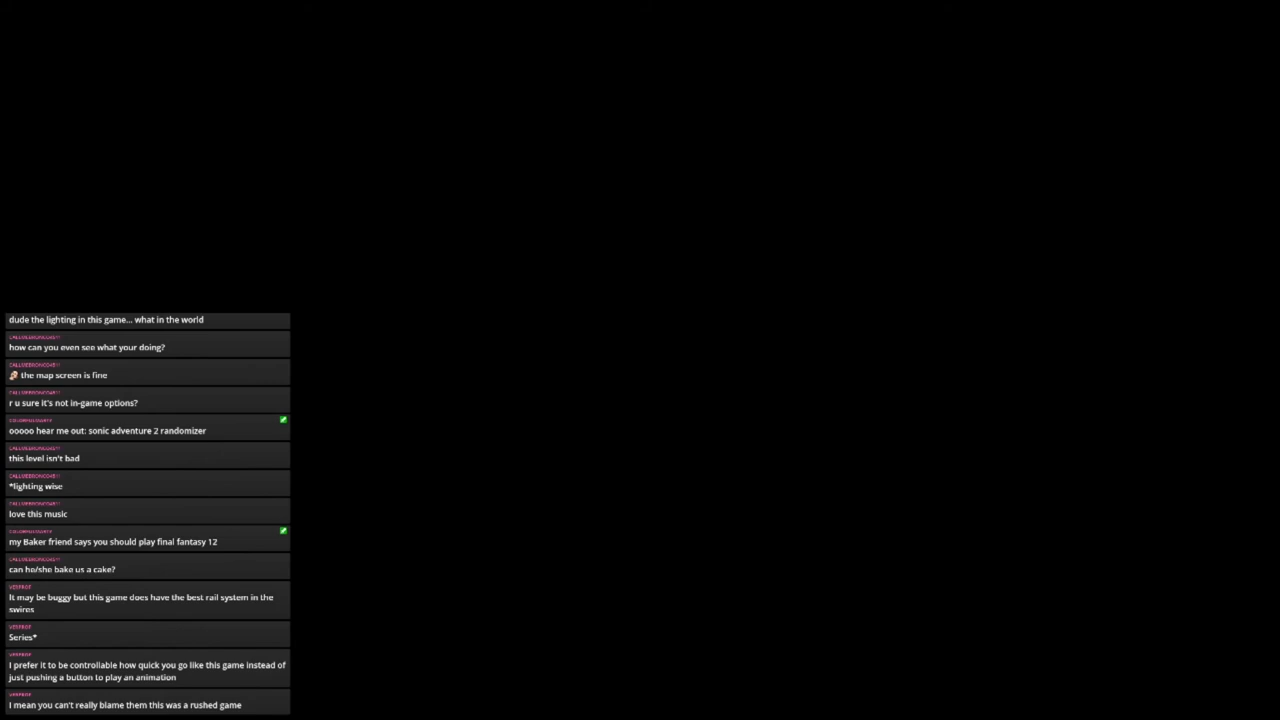 dude the lighting in this game... what in the world
how can you even see what your doing?
the map screen is fine
r u sure it's not in-game options?
ooooo hear me out: sonic adventure 2 randomizer
this level isn't bad
*lighting wise
love this music
my Baker friend says you should play final fantasy 12
can he/she bake us a cake?
VERPROF
It may be buggy but this game does have the best rail system in the
swires
VERPROF
Series*
VERPROF
I prefer it to be controllable how quick you go like this game instead of
just pushing a button to play an animation
VERPROF
I mean you can't really blame them this was a rushed game